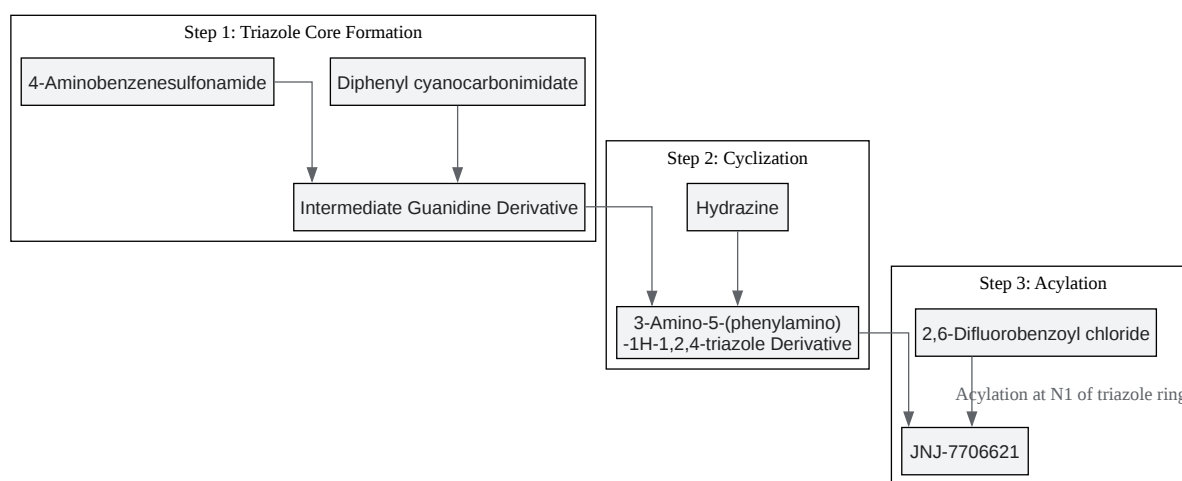 Step 1: Triazole Core Formation
4-Aminobenzenesulfonamide
Diphenyl cyanocarbonimidate
Intermediate Guanidine Derivative
Step 2: Cyclization
Hydrazine
3-Amino-5-(phenylamino)
-1H-1,2,4-triazole Derivative
Step 3: Acylation
2,6-Difluorobenzoyl chloride
Acylation at N1 of triazole ring
JNJ-7706621